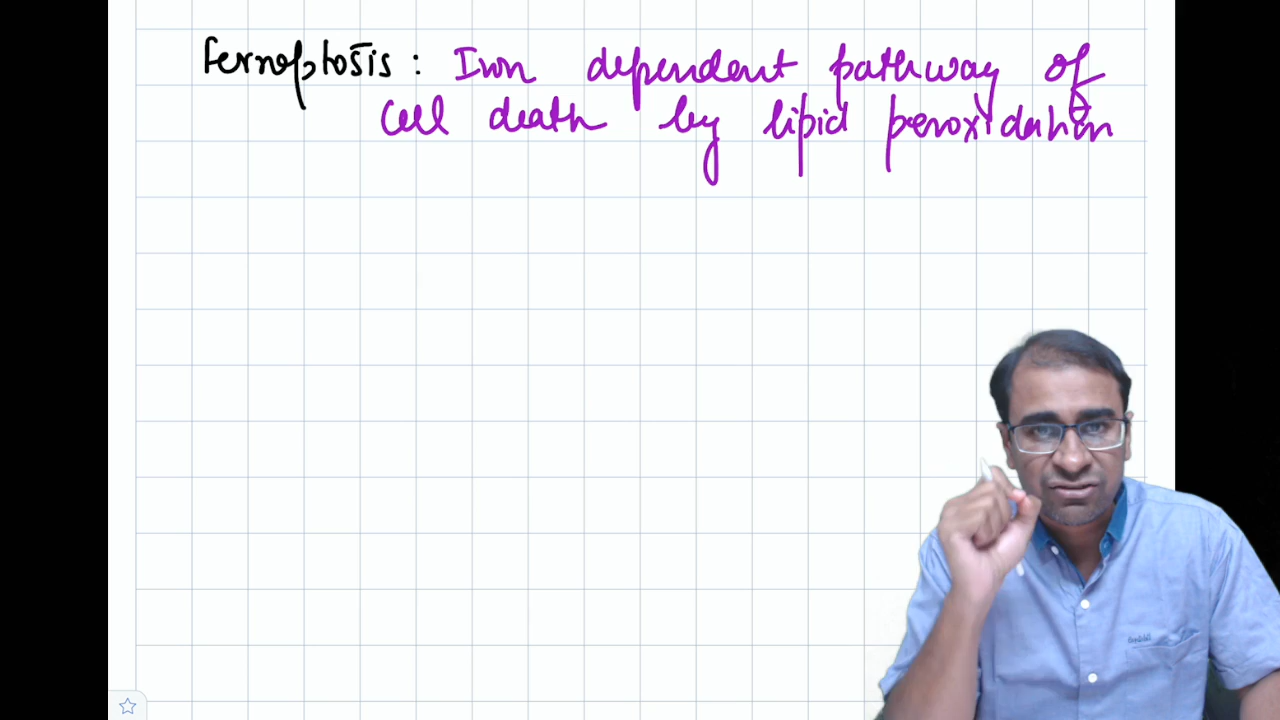 Ferroptosis : Iron dependent pathway of
cell death by lipid peroxidation